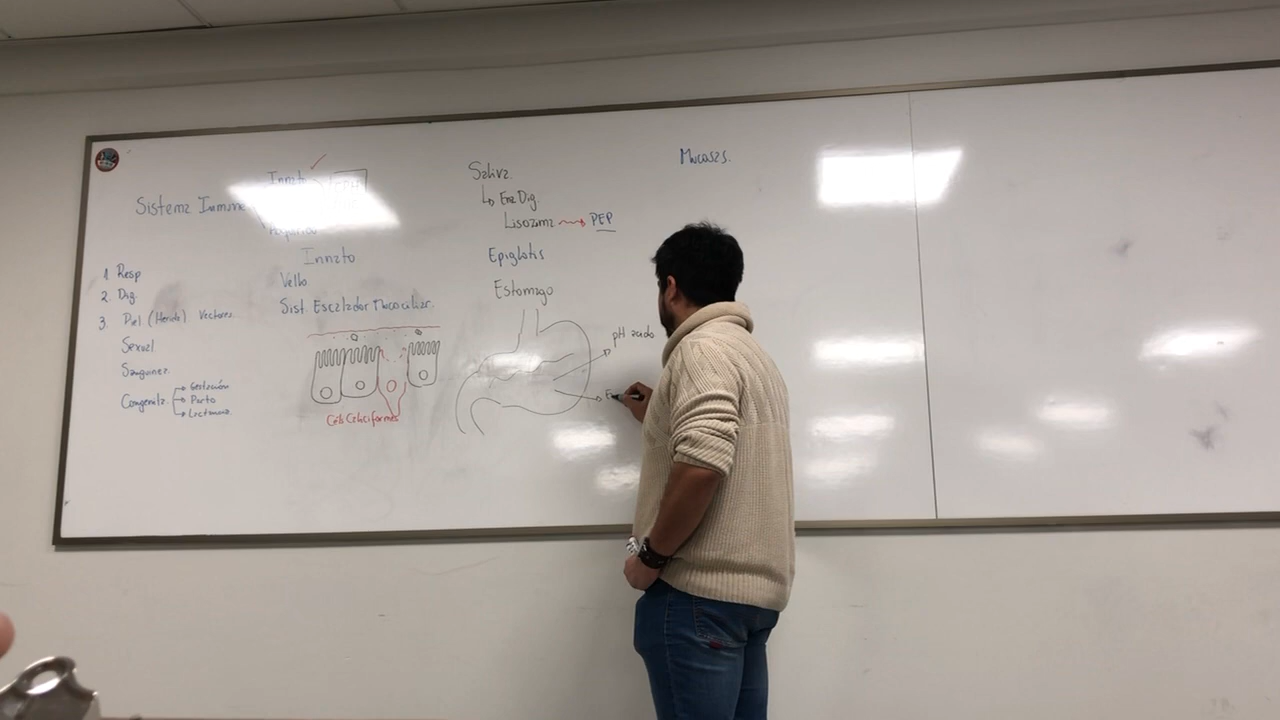 Sistema Inmune
Innato
1 Resp
2. Dig.
3. Piel (Herida) Vectores
Sexual
Sanguinea
Congenita
Gestación
Parto
Lactancia
Innato
Vello
Sist Escalador Mucociliar.
Cels Caliciformes
Saliva.
Enz Dig.
Lisozima → PEP
Epiglotis
Estomago
pH acido
Mucosas.